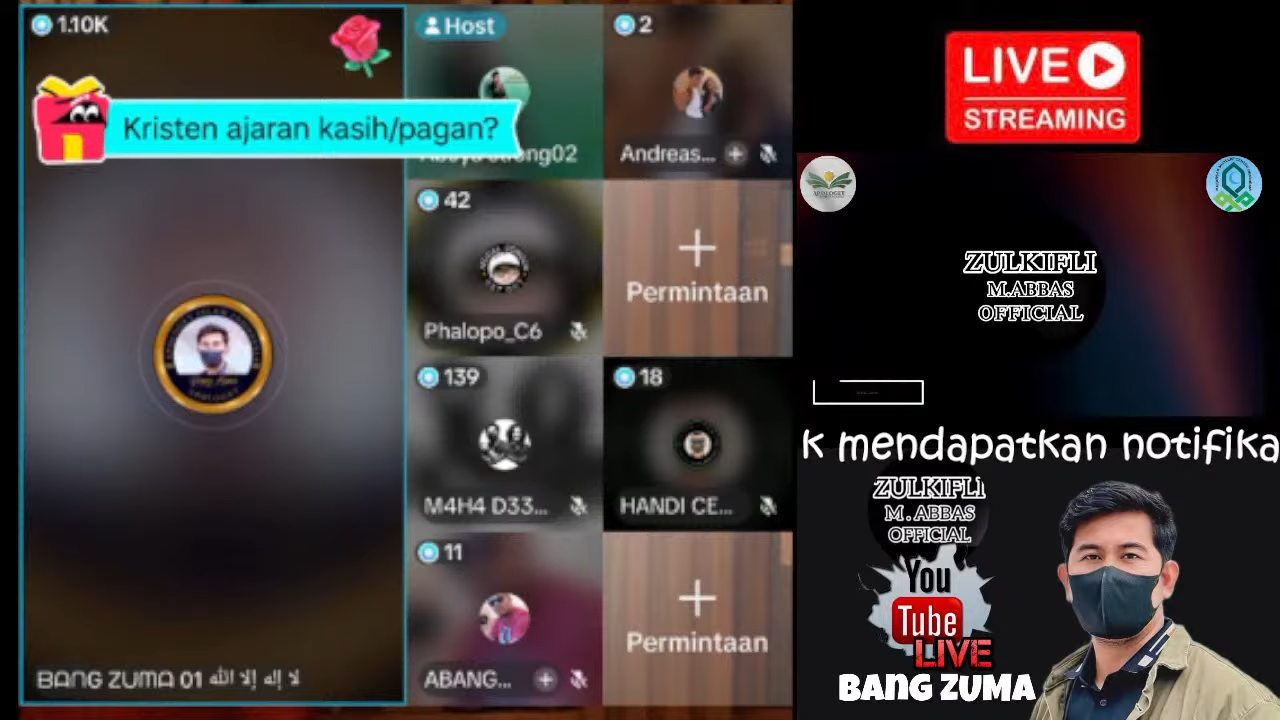 1.10K
Kristen ajaran kasih/pagan?
BANG ZUMA 01 لا إله إلا الله
Host
2
Andreas...
42
Phalopo_C6
Permintaan
139
M4H4 D33...
18
HANDI CE...
11
ABANG...
Permintaan
LIVE
STREAMING
ZULKIFLI
M.ABBAS
OFFICIAL
k mendapatkan notifika
ZULKIFLI
M.ABBAS
OFFICIAL
You
Tube
LIVE
BANG ZUMA